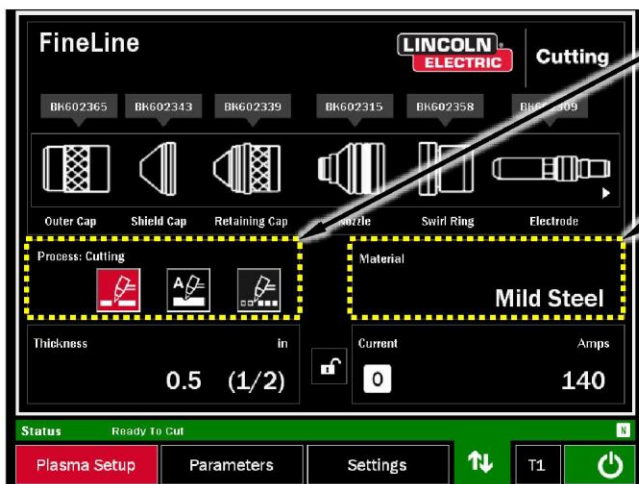 FineLine
LINCOLN
ELECTRIC
Cutting
BK602365 BK602343 BK602339 BK602315 BK602358
Outer Cap Shield Cap Retaining Cap Nozzle Swirl Ring Electrode
Process: Cutting
A
Material
Mild Steel
Thickness in
0.5 (1/2)
Current Amps
0 140
Status Ready To Cut N
Plasma Setup Parameters Settings T1